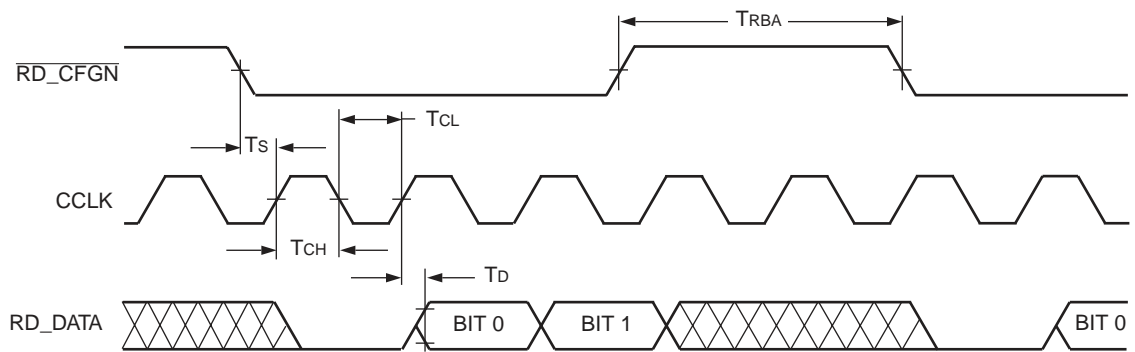 TRBA
RD_CFGN
TCL
TS
CCLK
TCH
TD
RD_DATA
BIT 0
BIT 1
BIT 0